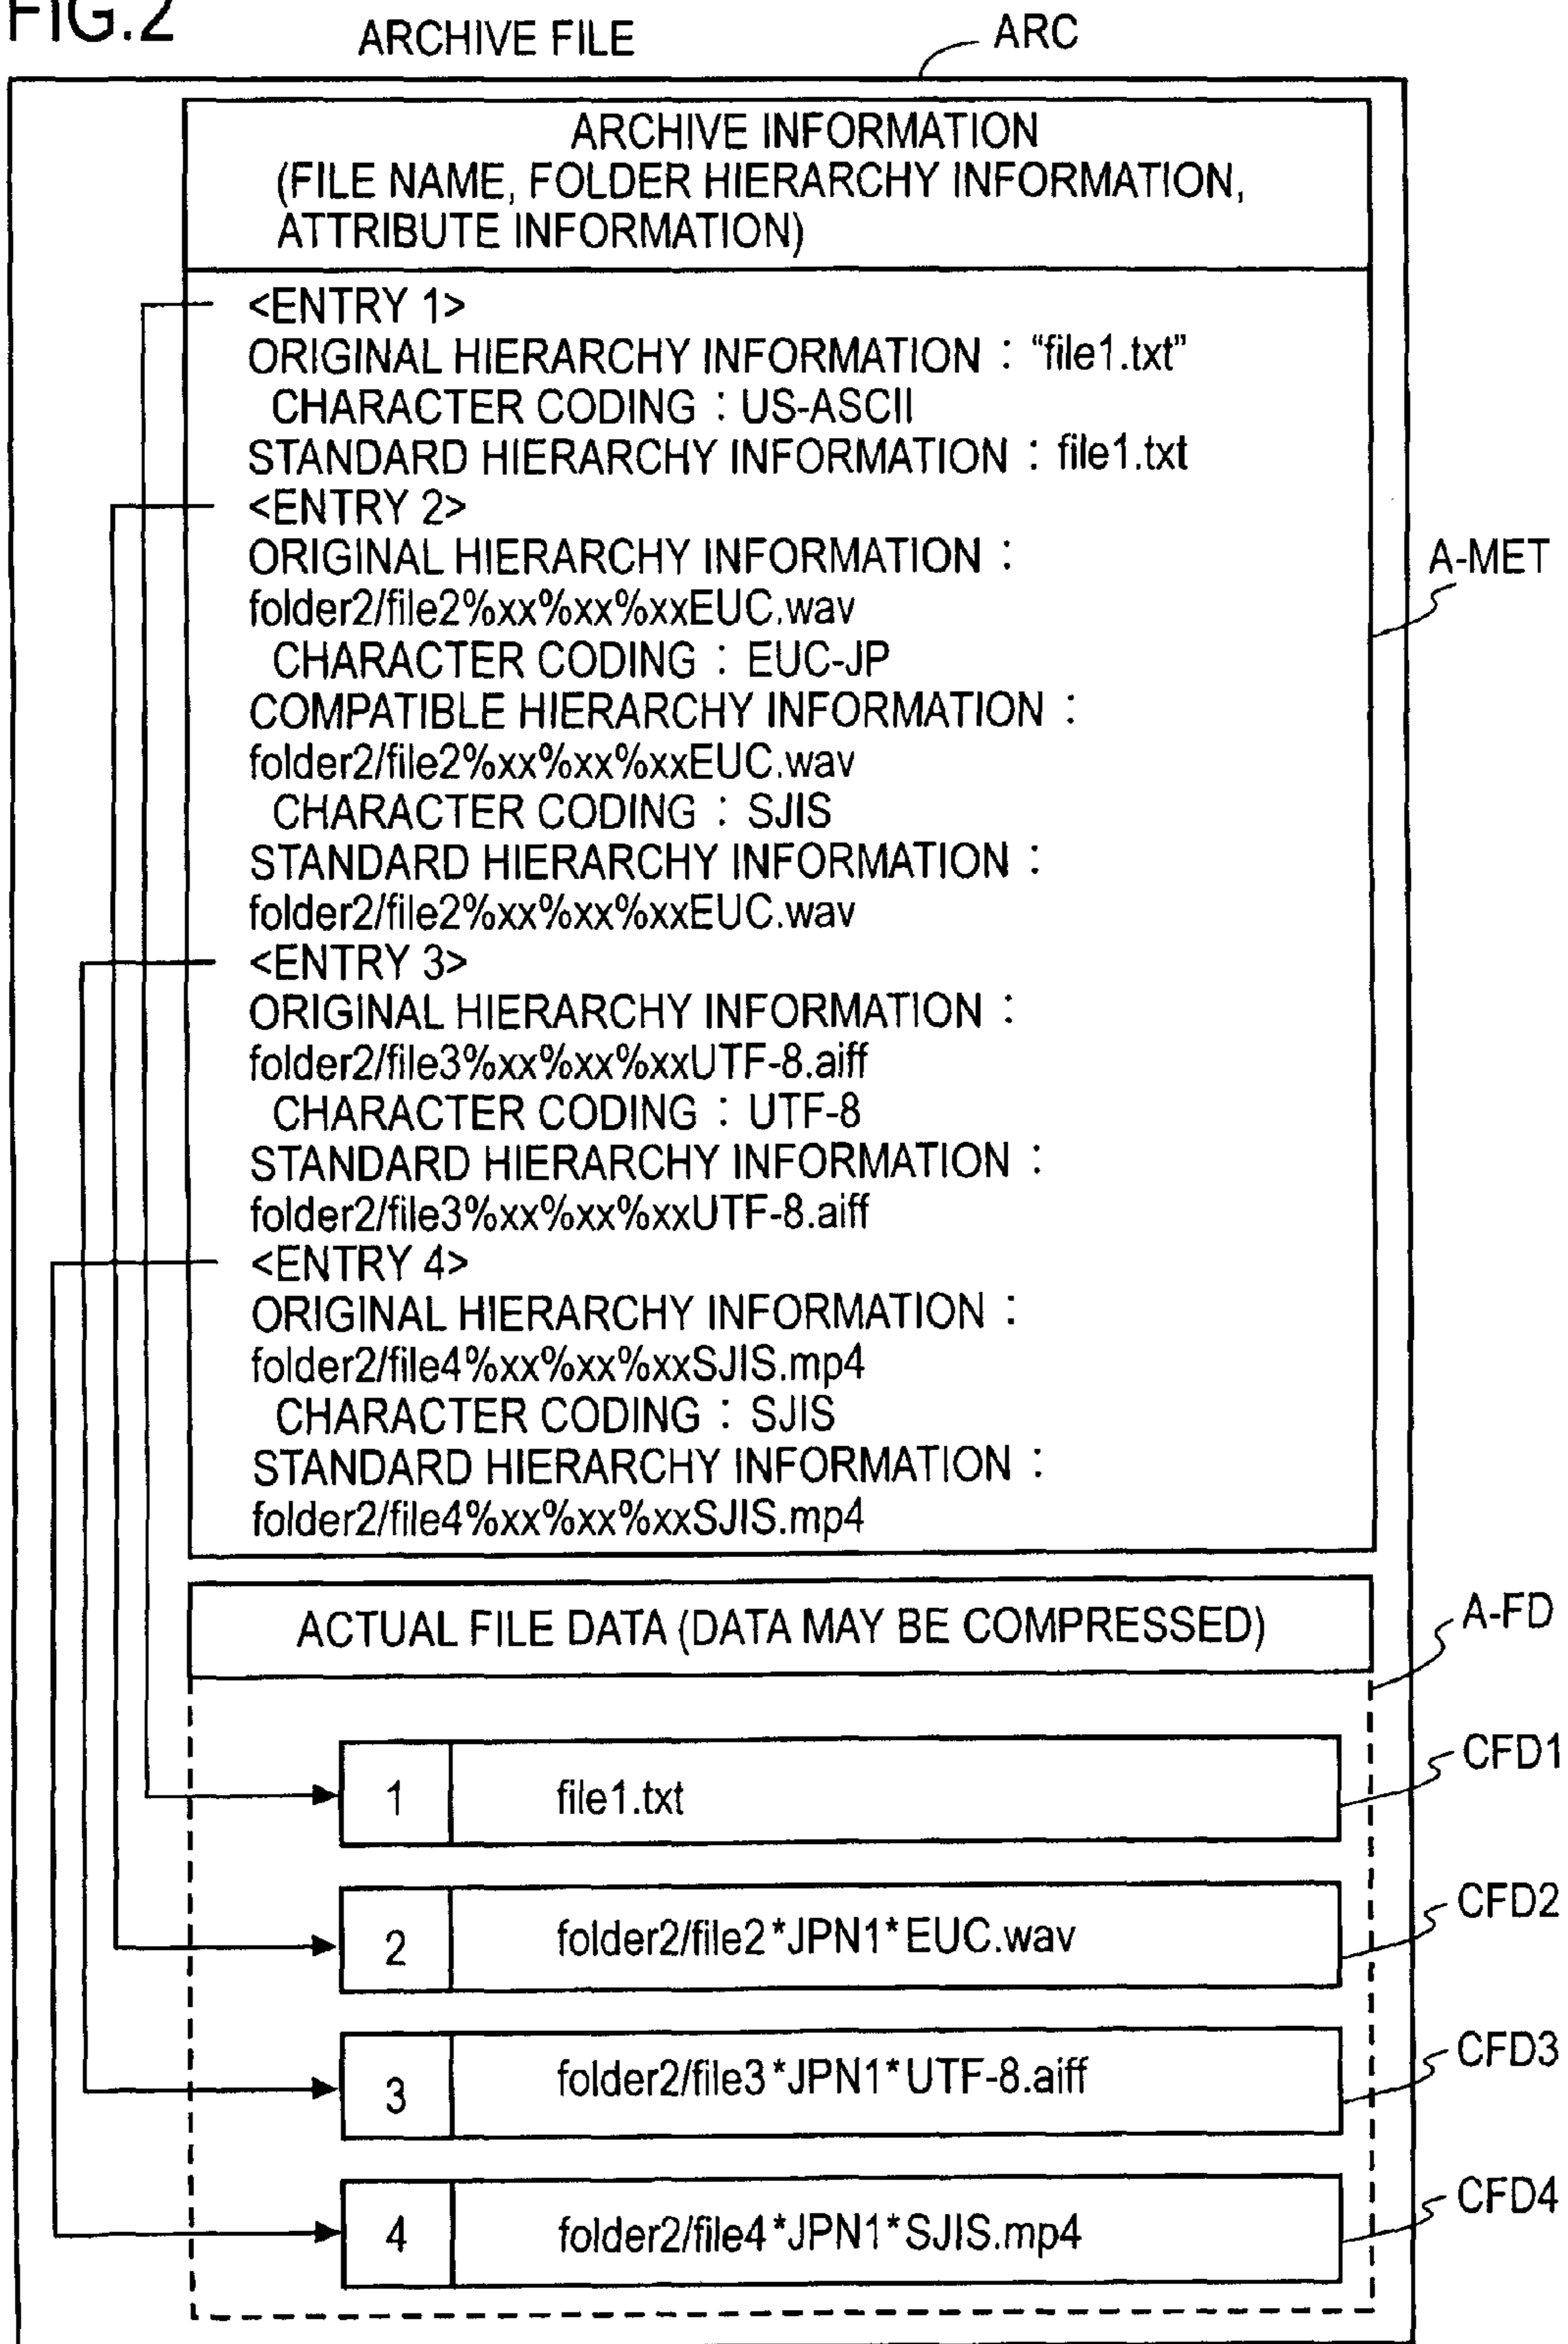 FIG.2
ARCHIVE FILE
ARC
ARCHIVE INFORMATION
(FILE NAME, FOLDER HIERARCHY INFORMATION,
ATTRIBUTE INFORMATION)
<ENTRY 1>
ORIGINAL HIERARCHY INFORMATION : “file1.txt”
CHARACTER CODING : US-ASCII
STANDARD HIERARCHY INFORMATION : file1.txt
<ENTRY 2>
ORIGINAL HIERARCHY INFORMATION :
folder2/file2%xx%xx%xxEUC.wav
CHARACTER CODING : EUC-JP
COMPATIBLE HIERARCHY INFORMATION :
folder2/file2%xx%xx%xxEUC.wav
CHARACTER CODING : SJIS
STANDARD HIERARCHY INFORMATION :
folder2/file2%xx%xx%xxEUC.wav
<ENTRY 3>
ORIGINAL HIERARCHY INFORMATION :
folder2/file3%xx%xx%xxUTF-8.aiff
CHARACTER CODING : UTF-8
STANDARD HIERARCHY INFORMATION :
folder2/file3%xx%xx%xxUTF-8.aiff
<ENTRY 4>
ORIGINAL HIERARCHY INFORMATION :
folder2/file4%xx%xx%xxSJIS.mp4
CHARACTER CODING : SJIS
STANDARD HIERARCHY INFORMATION :
folder2/file4%xx%xx%xxSJIS.mp4
A-MET
ACTUAL FILE DATA (DATA MAY BE COMPRESSED)
A-FD
1 file1.txt
CFD1
2 folder2/file2*JPN1*EUC.wav
CFD2
3 folder2/file3*JPN1*UTF-8.aiff
CFD3
4 folder2/file4*JPN1*SJIS.mp4
CFD4